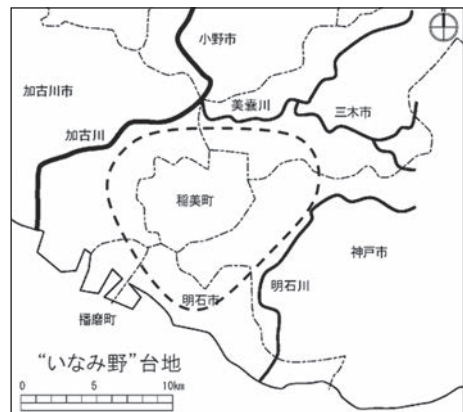 小野市
加古川市
美嚢川
三木市
加古川
稲美町
神戸市
明石市
明石川
播磨町
“いなみ野”台地
0 5 10km